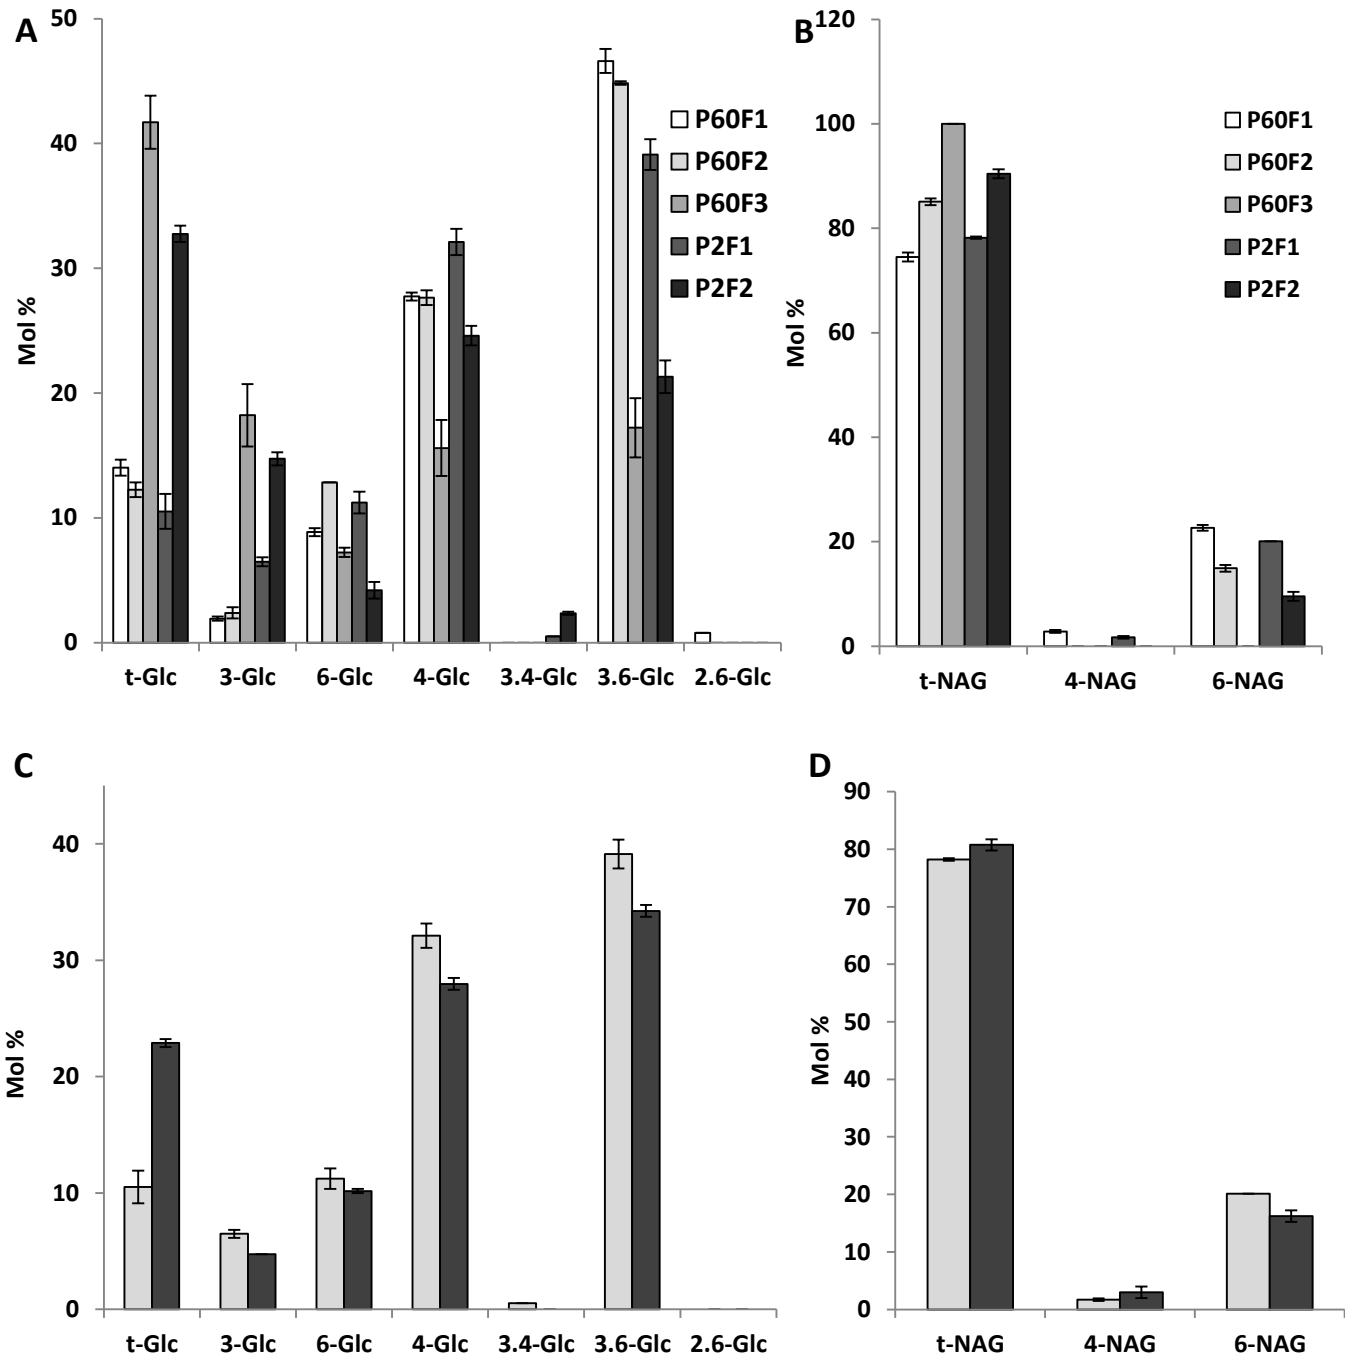 A
Mol %
50
40
30
20
10
0
P60F1
P60F2
P60F3
P2F1
P2F2
t-Glc 3-Glc 6-Glc 4-Glc 3.4-Glc 3.6-Glc 2.6-Glc
B
Mol %
120
100
80
60
40
20
0
P60F1
P60F2
P60F3
P2F1
P2F2
t-NAG 4-NAG 6-NAG
C
Mol %
40
30
20
10
0
t-Glc 3-Glc 6-Glc 4-Glc 3.4-Glc 3.6-Glc 2.6-Glc
D
Mol %
90
80
70
60
50
40
30
20
10
0
t-NAG 4-NAG 6-NAG